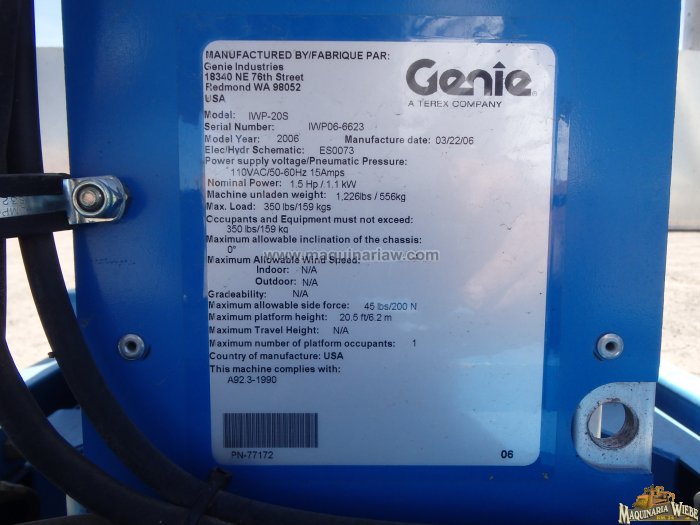 MANUFACTURED BY/FABRIQUE PAR:
Genie Industries
18340 NE 76th Street
Redmond WA 98052
USA
Genie
A TEREX COMPANY
Model: IWP-20S
Serial Number: IWP06-6623
Model Year: 2006 Manufacture date: 03/22/06
Elec/Hydr Schematic: ES0073
Power supply voltage/Pneumatic Pressure:
110VAC/50-60Hz 15Amps
Nominal Power: 1.5 Hp / 1.1 kW
Machine unladen weight: 1,226lbs / 556kg
Max. Load: 350 lbs/159 kgs
Occupants and Equipment must not exceed:
350 lbs/159 kg
Maximum allowable inclination of the chassis:
0°
www.maquinariaw.com
Maximum Allowable Wind Speed:
Indoor: N/A
Outdoor: N/A
Gradeability: N/A
Maximum allowable side force: 45 lbs/200 N
Maximum platform height: 20.5 ft/6.2 m
Maximum Travel Height: N/A
Maximum number of platform occupants: 1
Country of manufacture: USA
This machine complies with:
A92.3-1990
PN-77172
06
MAQUINARIA WIEBE